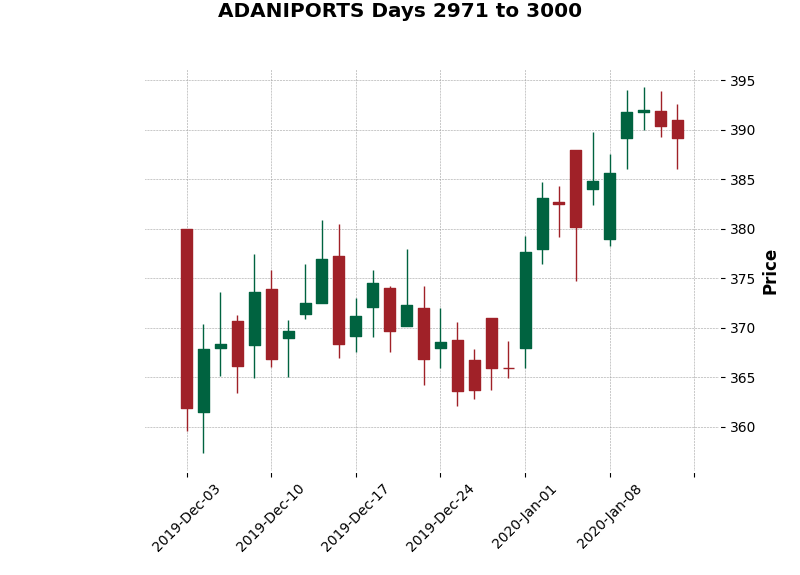 ADANIPORTS Days 2971 to 3000
395
390
385
380
375
370
365
360
Price
2019-Dec-03
2019-Dec-10
2019-Dec-17
2019-Dec-24
2020-Jan-01
2020-Jan-08